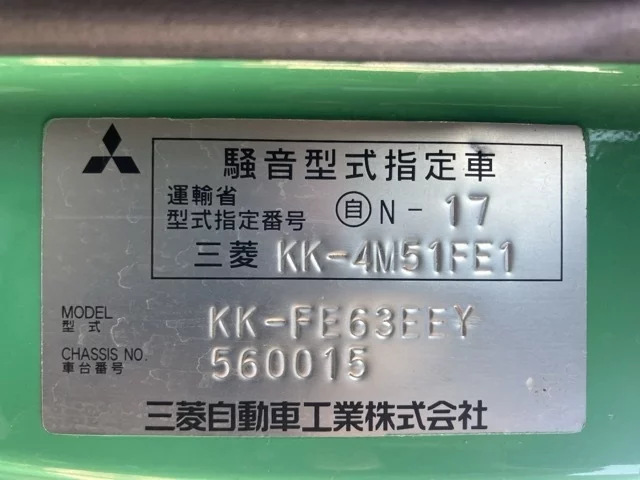 騒音型式指定車
運輸省
型式指定番号 自 N - 17
三菱 KK-4M51FE1
MODEL
型式 KK-FE63EEY
CHASSIS NO.
車台番号 560015
三菱自動車工業株式会社